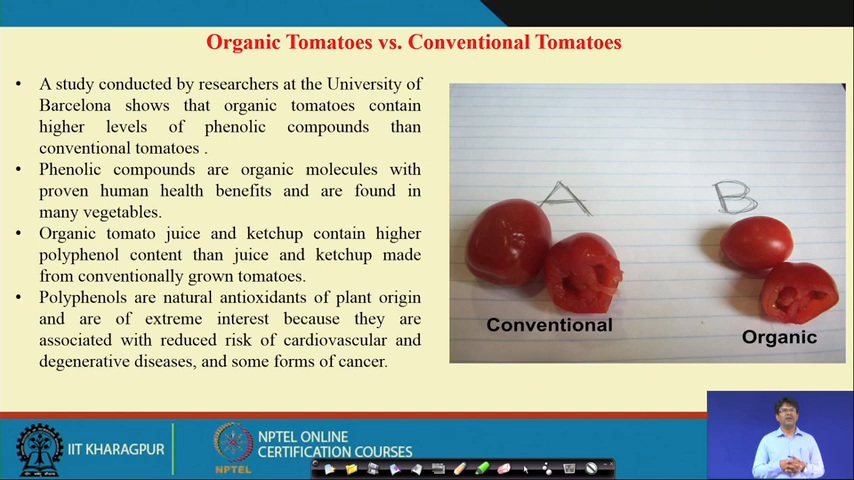 Organic Tomatoes vs. Conventional Tomatoes
• A study conducted by researchers at the University of
Barcelona shows that organic tomatoes contain
higher levels of phenolic compounds than
conventional tomatoes .
• Phenolic compounds are organic molecules with
proven human health benefits and are found in
many vegetables.
• Organic tomato juice and ketchup contain higher
polyphenol content than juice and ketchup made
from conventionally grown tomatoes.
• Polyphenols are natural antioxidants of plant origin
and are of extreme interest because they are
associated with reduced risk of cardiovascular and
degenerative diseases, and some forms of cancer.
A
B
Conventional
Organic
IIT KHARAGPUR
NPTEL
NPTEL ONLINE
CERTIFICATION COURSES